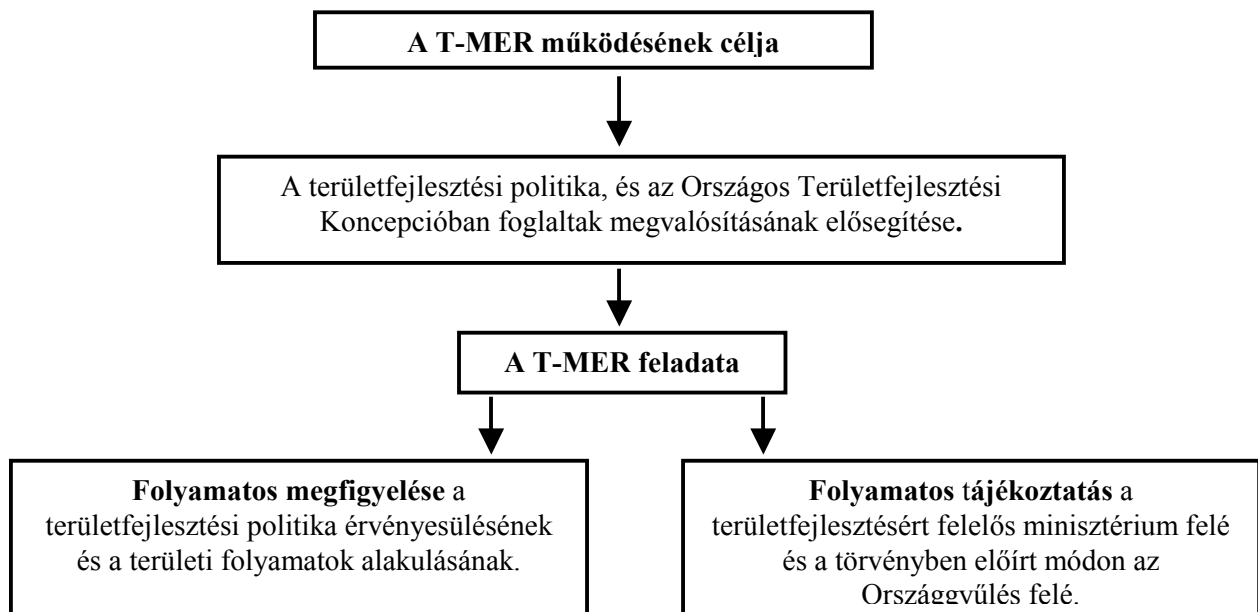 A T-MER működésének célja
A területfejlesztési politika, és az Országos Területfejlesztési
Koncepcióban foglaltak megvalósításának elősegítése.
A T-MER feladata
Folyamatos megfigyelése a
területfejlesztési politika érvényesülésének
és a területi folyamatok alakulásának.
Folyamatos tájékoztatás a
területfejlesztésért felelős minisztérium felé
és a törvényben előírt módon az
Országgyűlés felé.